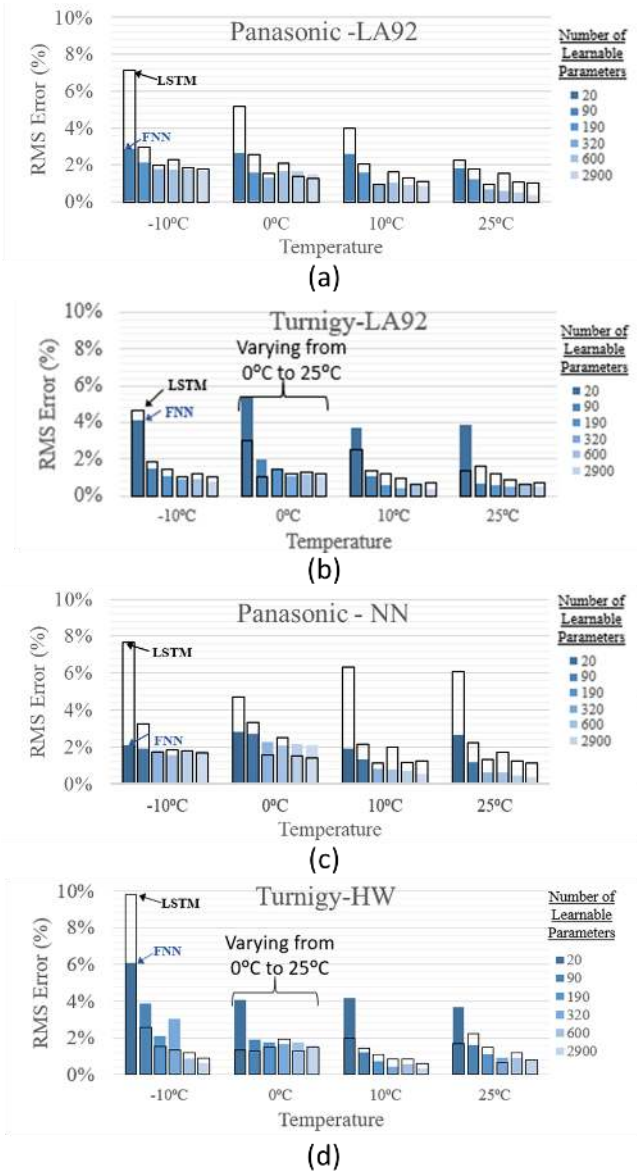 Panasonic -LA92
RMS Error (%)
10%
8%
6%
4%
2%
0%
LSTM
FNN
-10ºC
0ºC
10ºC
25ºC
Temperature
Number of
Learnable
Parameters
20
90
190
320
600
2900
(a)
Turnigy-LA92
RMS Error (%)
10%
8%
6%
4%
2%
0%
LSTM
FNN
Varying from
0ºC to 25ºC
-10ºC
0ºC
10ºC
25ºC
Temperature
Number of
Learnable
Parameters
20
90
190
320
600
2900
(b)
Panasonic - NN
RMS Error (%)
10%
8%
6%
4%
2%
0%
LSTM
FNN
-10ºC
0ºC
10ºC
25ºC
Temperature
Number of
Learnable
Parameters
20
90
190
320
600
2900
(c)
Turnigy-HW
RMS Error (%)
10%
8%
6%
4%
2%
0%
LSTM
FNN
Varying from
0ºC to 25ºC
-10ºC
0ºC
10ºC
25ºC
Temperature
Number of
Learnable
Parameters
20
90
190
320
600
2900
(d)